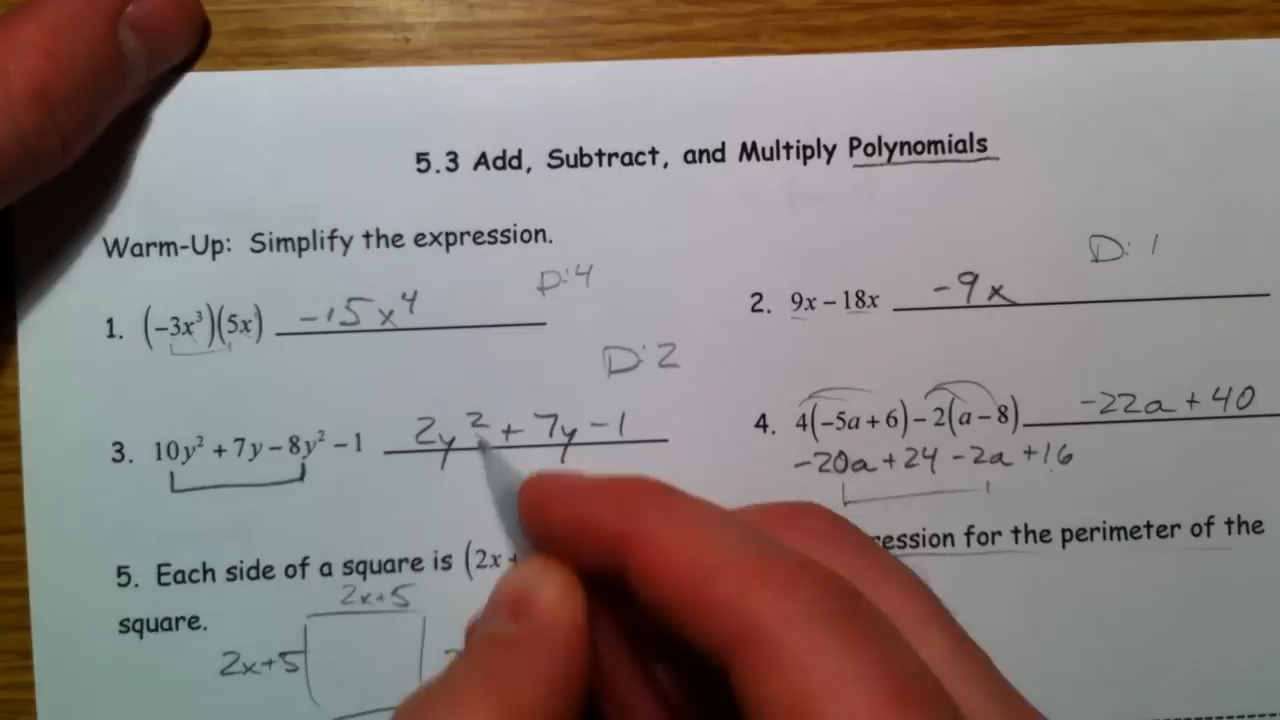 5.3 Add, Subtract, and Multiply Polynomials
Warm-Up: Simplify the expression.
D: 1
D:4
1. (−3x³)(5x) -15x⁴
2. 9x − 18x -9x
D:2
3. 10y² + 7y − 8y² − 1 2y² + 7y - 1
4. 4(−5a + 6) − 2(a − 8) -22a + 40
-20a + 24 - 2a + 16
5. Each side of a square is (2x for the perimeter of the
square.
2x+5
2x+5